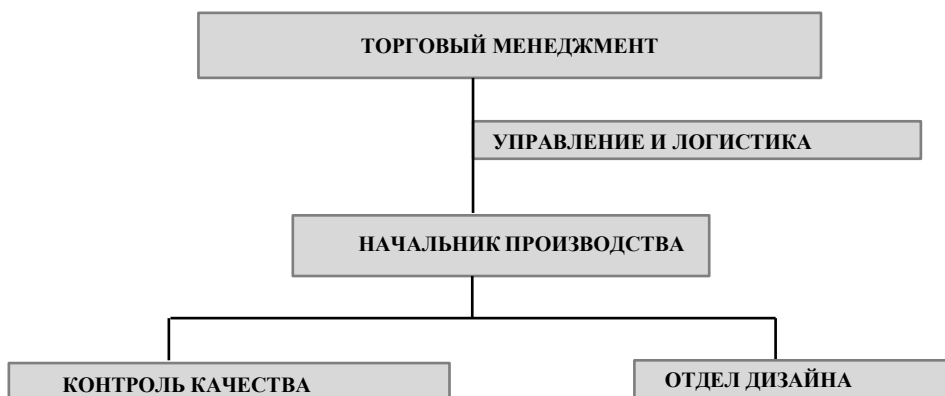 ТОРГОВЫЙ МЕНЕДЖМЕНТ
УПРАВЛЕНИЕ И ЛОГИСТИКА
НАЧАЛЬНИК ПРОИЗВОДСТВА
КОНТРОЛЬ КАЧЕСТВА
ОТДЕЛ ДИЗАЙНА